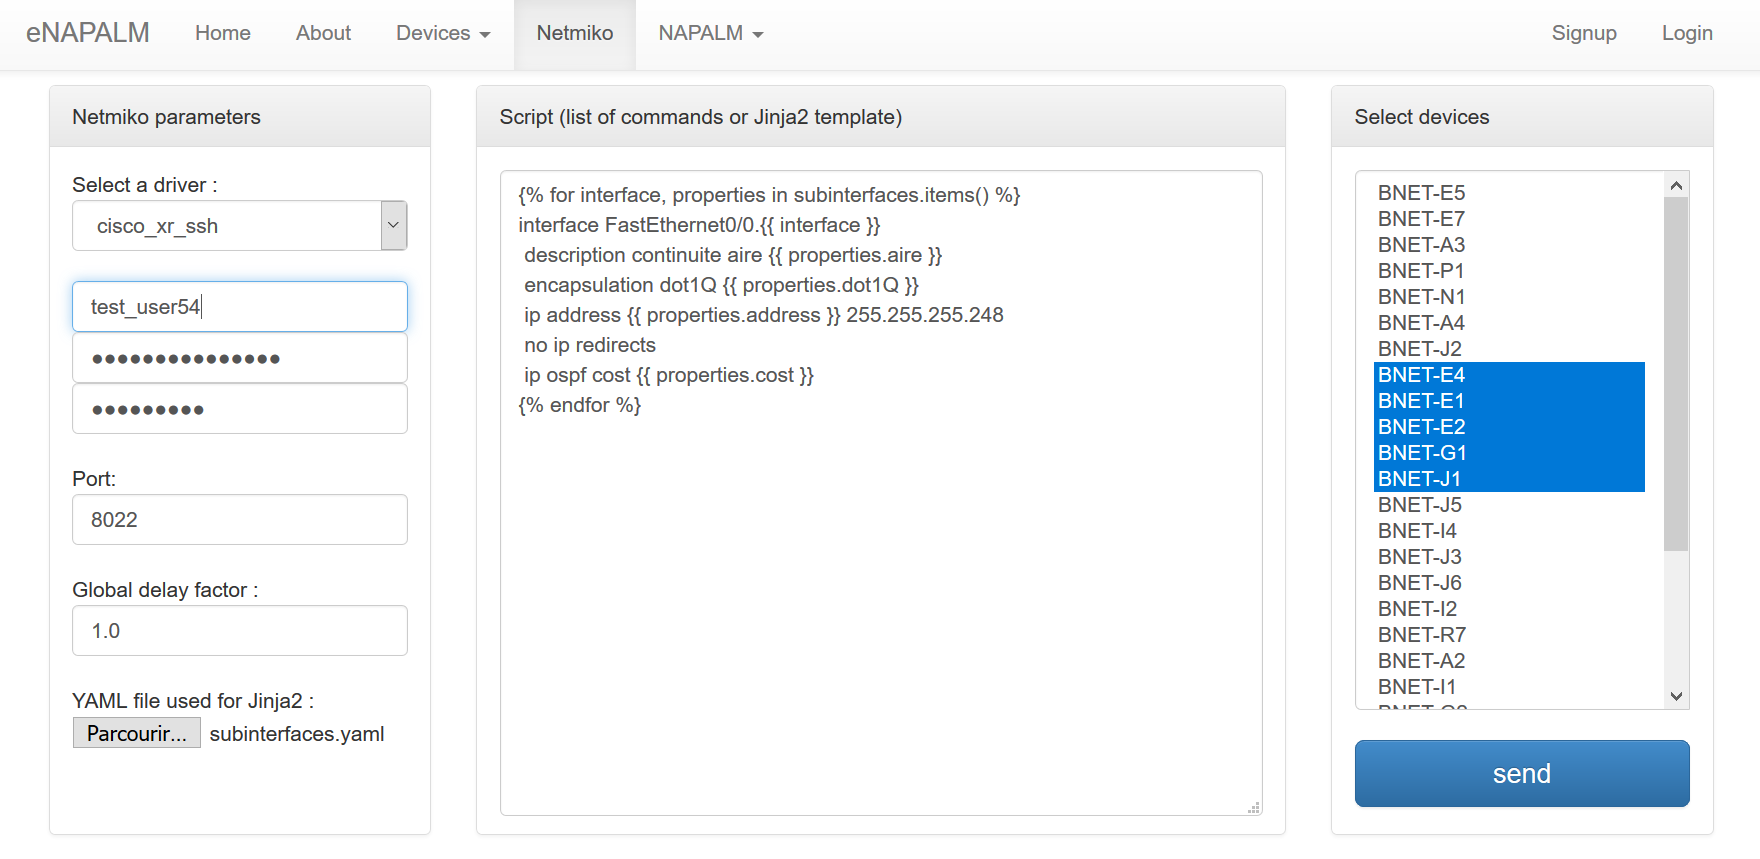 eNAPALM Home About Devices Netmiko NAPALM Signup Login
Netmiko parameters
Select a driver :
cisco_xr_ssh
test_user54
●●●●●●●●●●●●●●●
●●●●●●●●●
Port:
8022
Global delay factor :
1.0
YAML file used for Jinja2 :
Parcourir... subinterfaces.yaml
Script (list of commands or Jinja2 template)
{% for interface, properties in subinterfaces.items() %}
interface FastEthernet0/0.{{ interface }}
description continuite aire {{ properties.aire }}
encapsulation dot1Q {{ properties.dot1Q }}
ip address {{ properties.address }} 255.255.255.248
no ip redirects
ip ospf cost {{ properties.cost }}
{% endfor %}
Select devices
BNET-E5
BNET-E7
BNET-A3
BNET-P1
BNET-N1
BNET-A4
BNET-J2
BNET-E4
BNET-E1
BNET-E2
BNET-G1
BNET-J1
BNET-J5
BNET-I4
BNET-J3
BNET-J6
BNET-I2
BNET-R7
BNET-A2
BNET-I1
send